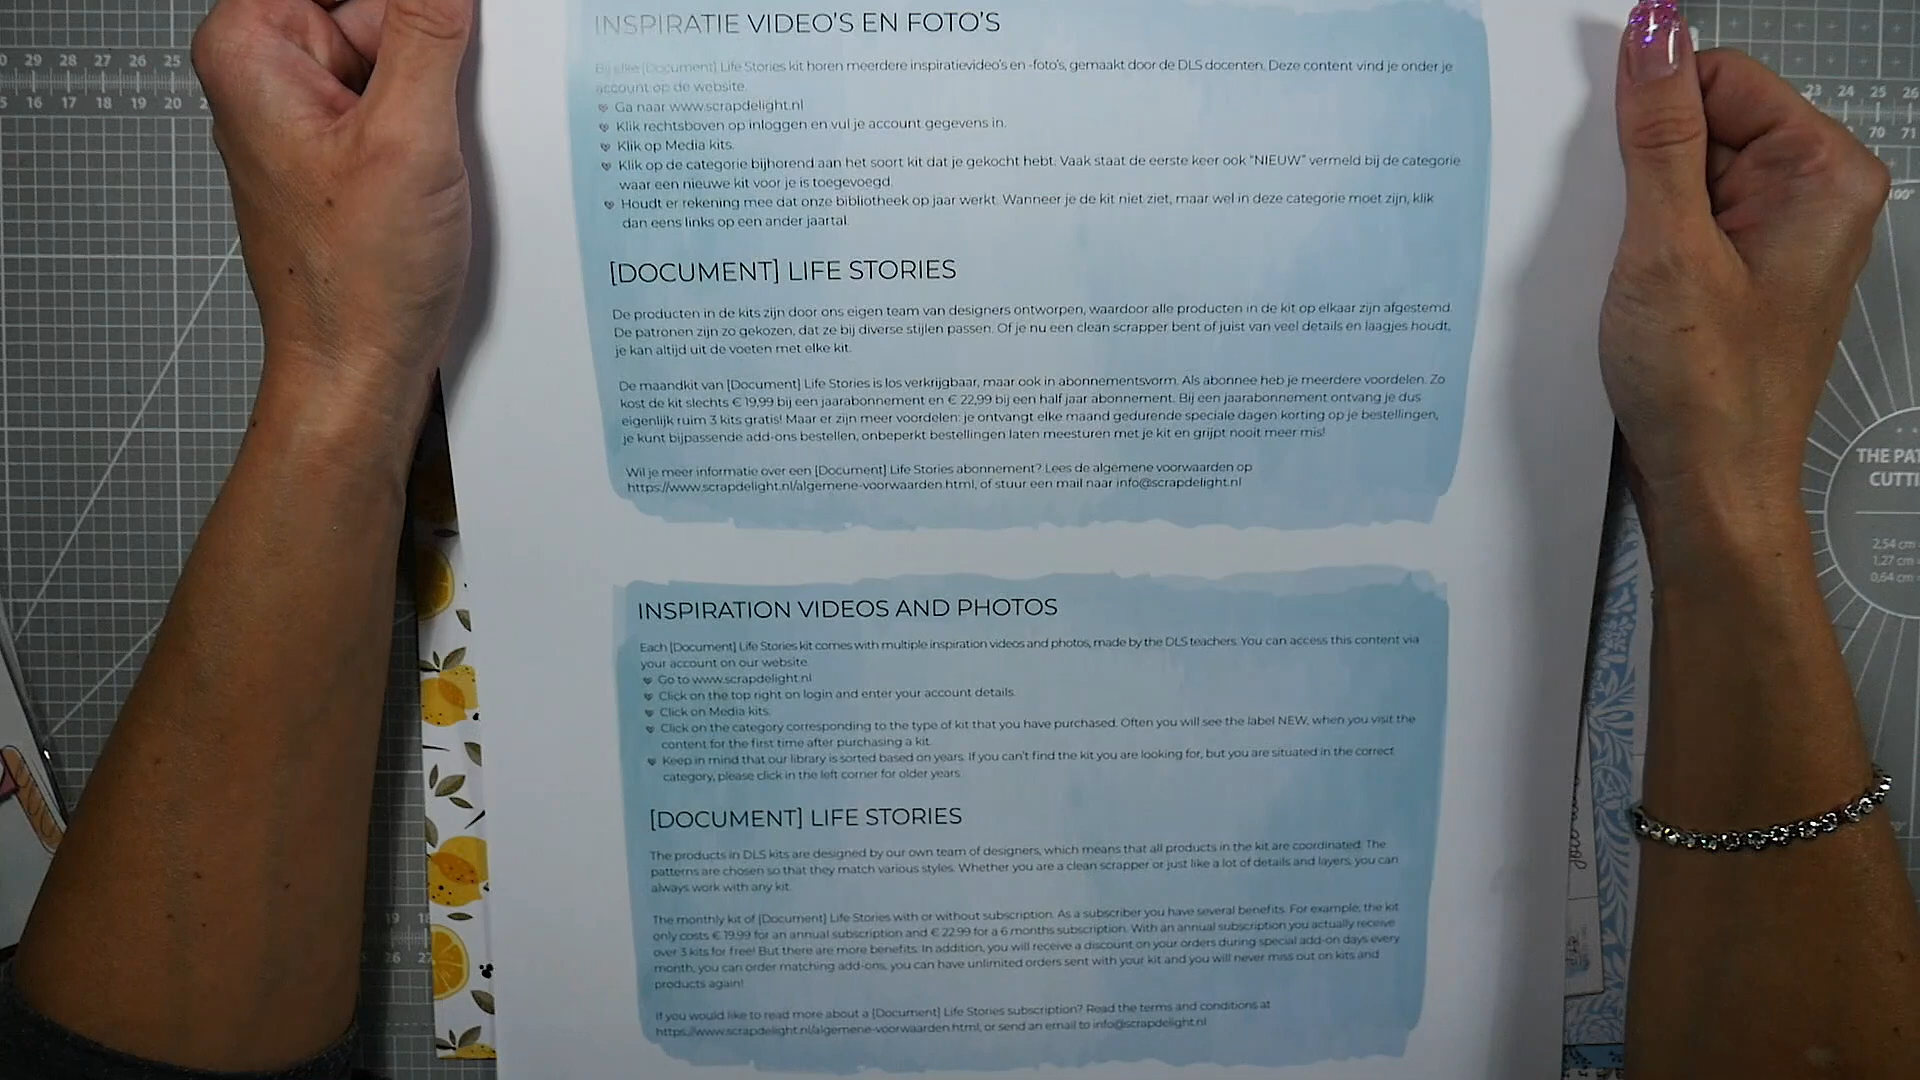 INSPIRATIE VIDEO'S EN FOTO'S
Bij elke [Document] Life Stories kit horen meerdere inspiratievideo's en -foto's, gemaakt door de DLS docenten. Deze content vind je onder je
account op de website.
Ga naar www.scrapdelight.nl
Klik rechtsboven op inloggen en vul je account gegevens in.
Klik op Media kits.
Klik op de categorie bijhorend aan het soort kit dat je gekocht hebt. Vaak staat de eerste keer ook "NIEUW" vermeld bij de categorie
waar een nieuwe kit voor je is toegevoegd.
Houdt er rekening mee dat onze bibliotheek op jaar werkt. Wanneer je de kit niet ziet, maar wel in deze categorie moet zijn, klik
dan eens links op een ander jaartal.
[DOCUMENT] LIFE STORIES
De producten in de kits zijn door ons eigen team van designers ontworpen, waardoor alle producten in de kit op elkaar zijn afgestemd.
De patronen zijn zo gekozen, dat ze bij diverse stijlen passen. Of je nu een clean scrapper bent of juist van veel details en laagjes houdt,
je kan altijd uit de voeten met elke kit.
De maandkit van [Document] Life Stories is los verkrijgbaar, maar ook in abonnementsvorm. Als abonnee heb je meerdere voordelen. Zo
kost de kit slechts € 19,99 bij een jaarabonnement en € 22,99 bij een half jaar abonnement. Bij een jaarabonnement ontvang je dus
eigenlijk ruim 3 kits gratis! Maar er zijn meer voordelen: je ontvangt elke maand gedurende speciale dagen korting op je bestellingen,
je kunt bijpassende add-ons bestellen, onbeperkt bestellingen laten meesturen met je kit en grijpt nooit meer mis!
Wil je meer informatie over een [Document] Life Stories abonnement? Lees de algemene voorwaarden op
https://www.scrapdelight.nl/algemene-voorwaarden.html, of stuur een mail naar info@scrapdelight.nl
INSPIRATION VIDEOS AND PHOTOS
Each [Document] Life Stories kit comes with multiple inspiration videos and photos, made by the DLS teachers. You can access this content via
your account on our website.
Go to www.scrapdelight.nl
Click on the top right on login and enter your account details.
Click on Media kits.
Click on the category corresponding to the type of kit that you have purchased. Often you will see the label NEW, when you visit the
content for the first time after purchasing a kit.
Keep in mind that our library is sorted based on years. If you can't find the kit you are looking for, but you are situated in the correct
category, please click in the left corner for older years.
[DOCUMENT] LIFE STORIES
The products in DLS kits are designed by our own team of designers, which means that all products in the kit are coordinated. The
patterns are chosen so that they match various styles. Whether you are a clean scrapper or just like a lot of details and layers, you can
always work with any kit.
The monthly kit of [Document] Life Stories with or without subscription. As a subscriber you have several benefits. For example, the kit
only costs € 19.99 for an annual subscription and € 22.99 for a 6 months subscription. With an annual subscription you actually receive
over 3 kits for free! But there are more benefits. In addition, you will receive a discount on your orders during special add-on days every
month, you can order matching add-ons, you can have unlimited orders sent with your kit and you will never miss out on kits and
products again!
If you would like to read more about a [Document] Life Stories subscription? Read the terms and conditions at
https://www.scrapdelight.nl/algemene-voorwaarden.html, or send an email to info@scrapdelight.nl
29 28 27 26 25
16 17 18 19 20
23 24 25 26
70 71
THE
CUTTI
2,54 cm
1,27 cm
0,64 cm
19 18
26 27